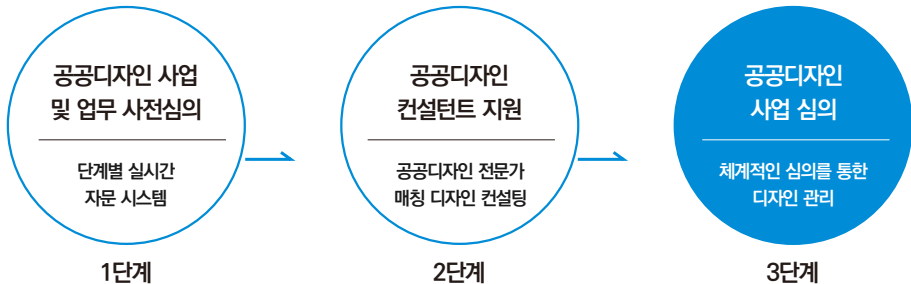 공공디자인 사업
및 업무 사전심의
단계별 실시간
자문 시스템
1단계
공공디자인
컨설턴트 지원
공공디자인 전문가
매칭 디자인 컨설팅
2단계
공공디자인
사업 심의
체계적인 심의를 통한
디자인 관리
3단계